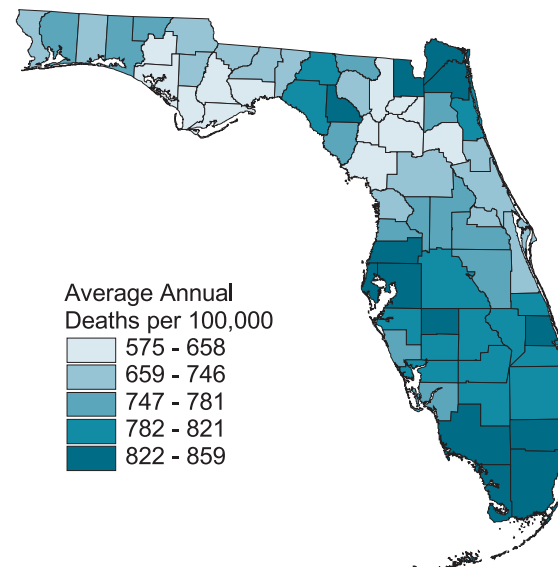 Average Annual
Deaths per 100,000
575 - 658
659 - 746
747 - 781
782 - 821
822 - 859